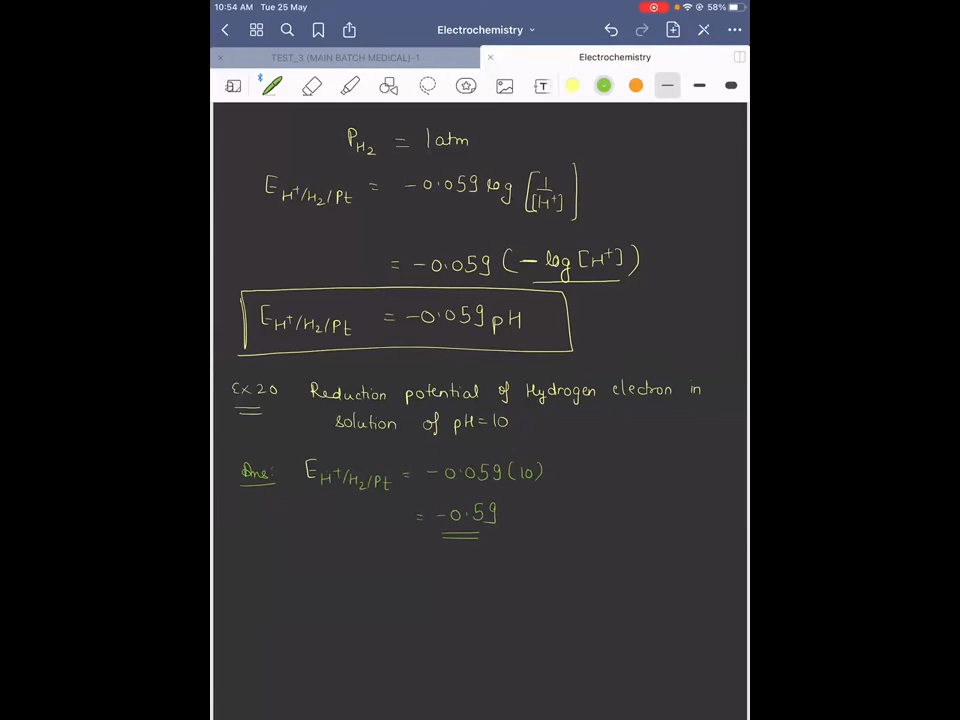 10:54 AM Tue 25 May
58%
Electrochemistry
TEST_3 (MAIN BATCH MEDICAL)-1
Electrochemistry
P_H2 = 1 atm
E_H⁺/H2/Pt = -0.059 log [1/[H⁺]]
= -0.059 (-log [H⁺])
E_H⁺/H2/Pt = -0.059 pH
Ex 20 Reduction potential of Hydrogen electron in
solution of pH=10
Ans: E_H⁺/H2/Pt = -0.059(10)
= -0.59